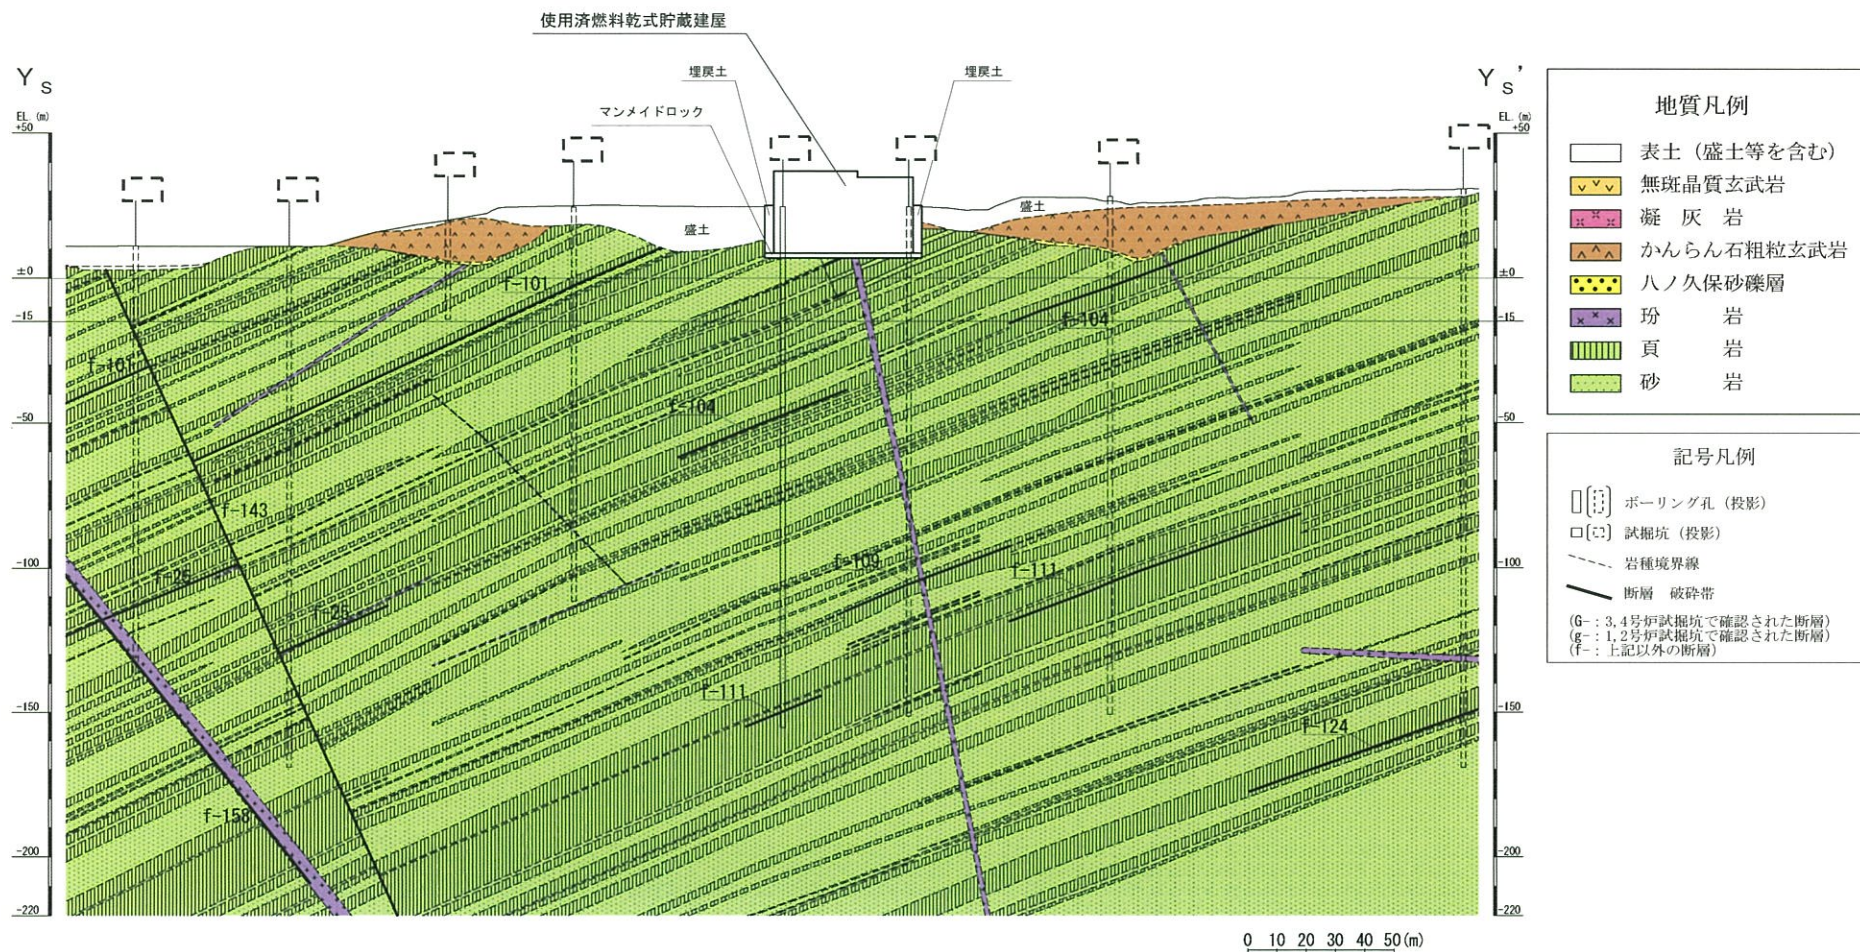 使用済燃料乾式貯蔵建屋
埋戻土
埋戻土
マンメイドロック
Ys
Ys'
EL.(m)
+50
±0
-15
-50
-100
-150
-200
-220
EL.(m)
+50
±0
-15
-50
-100
-150
-200
-220
盛土
盛土
f-101
f-104
f-101
f-104
f-143
f-109
f-111
f-26
f-26
f-111
f-124
f-158
0 10 20 30 40 50(m)
地質凡例
表土（盛土等を含む）
無斑晶質玄武岩
凝灰岩
かんらん石粗粒玄武岩
八ノ久保砂礫層
玢岩
頁岩
砂岩
記号凡例
ボーリング孔（投影）
試掘坑（投影）
岩種境界線
断層 破砕帯
(G-：3,4号炉試掘坑で確認された断層)
(g-：1,2号炉試掘坑で確認された断層)
(f-：上記以外の断層)